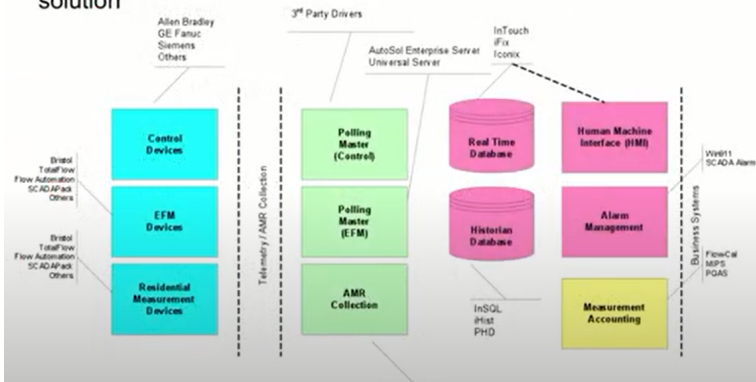 solution
Allen Bradley
GE Fanuc
Siemens
Others
3rd Party Drivers
AutoSol Enterprise Server
Universal Server
InTouch
iFix
Iconix
Control
Devices
Polling
Master
(Control)
Real Time
Database
Human Machine
Interface (HMI)
Bristol
TotalFlow
Flow Automation
SCADAPack
Others
EFM
Devices
Telemetry / AMR Collection
Polling
Master
(EFM)
Historian
Database
Alarm
Management
Win911
SCADA Alarm
Business Systems
Bristol
TotalFlow
Flow Automation
SCADAPack
Others
Residential
Measurement
Devices
AMR
Collection
InSQL
iHist
PHD
Measurement
Accounting
FlowCal
MIPS
PGAS